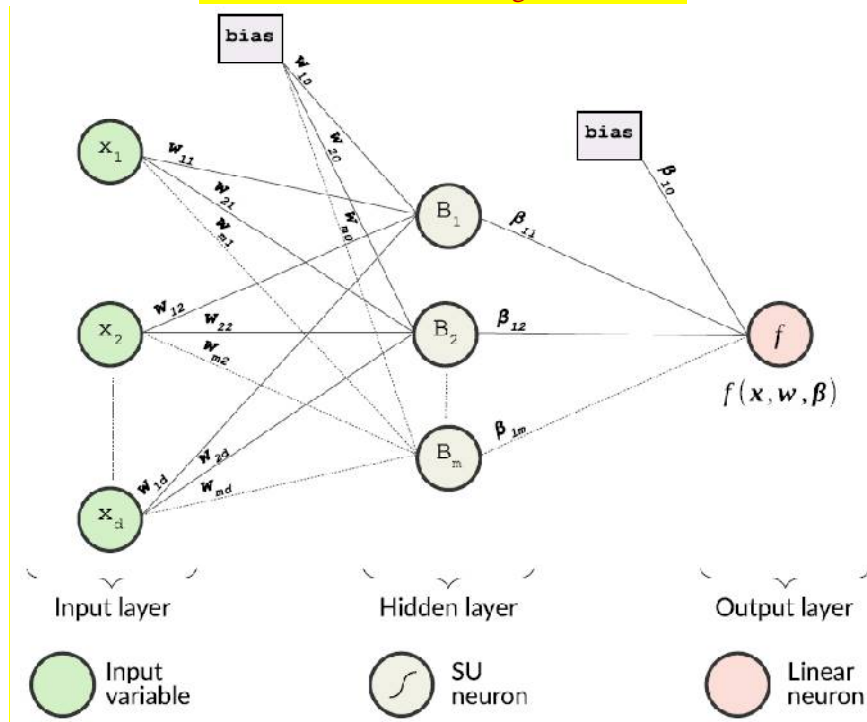 bias
w₁₀
w₂₀
wₘ₀
x₁
w₁₁
w₂₁
wₘ₁
bias
β₁₀
B₁
β₁₁
x₂
w₁₂
w₂₂
wₘ₂
B₂
β₁₂
f
f(x,w,β)
Bₘ
β₁ₘ
x_d
w₁d
w₂d
wₘd
Input layer
Hidden layer
Output layer
Input
variable
SU
neuron
Linear
neuron